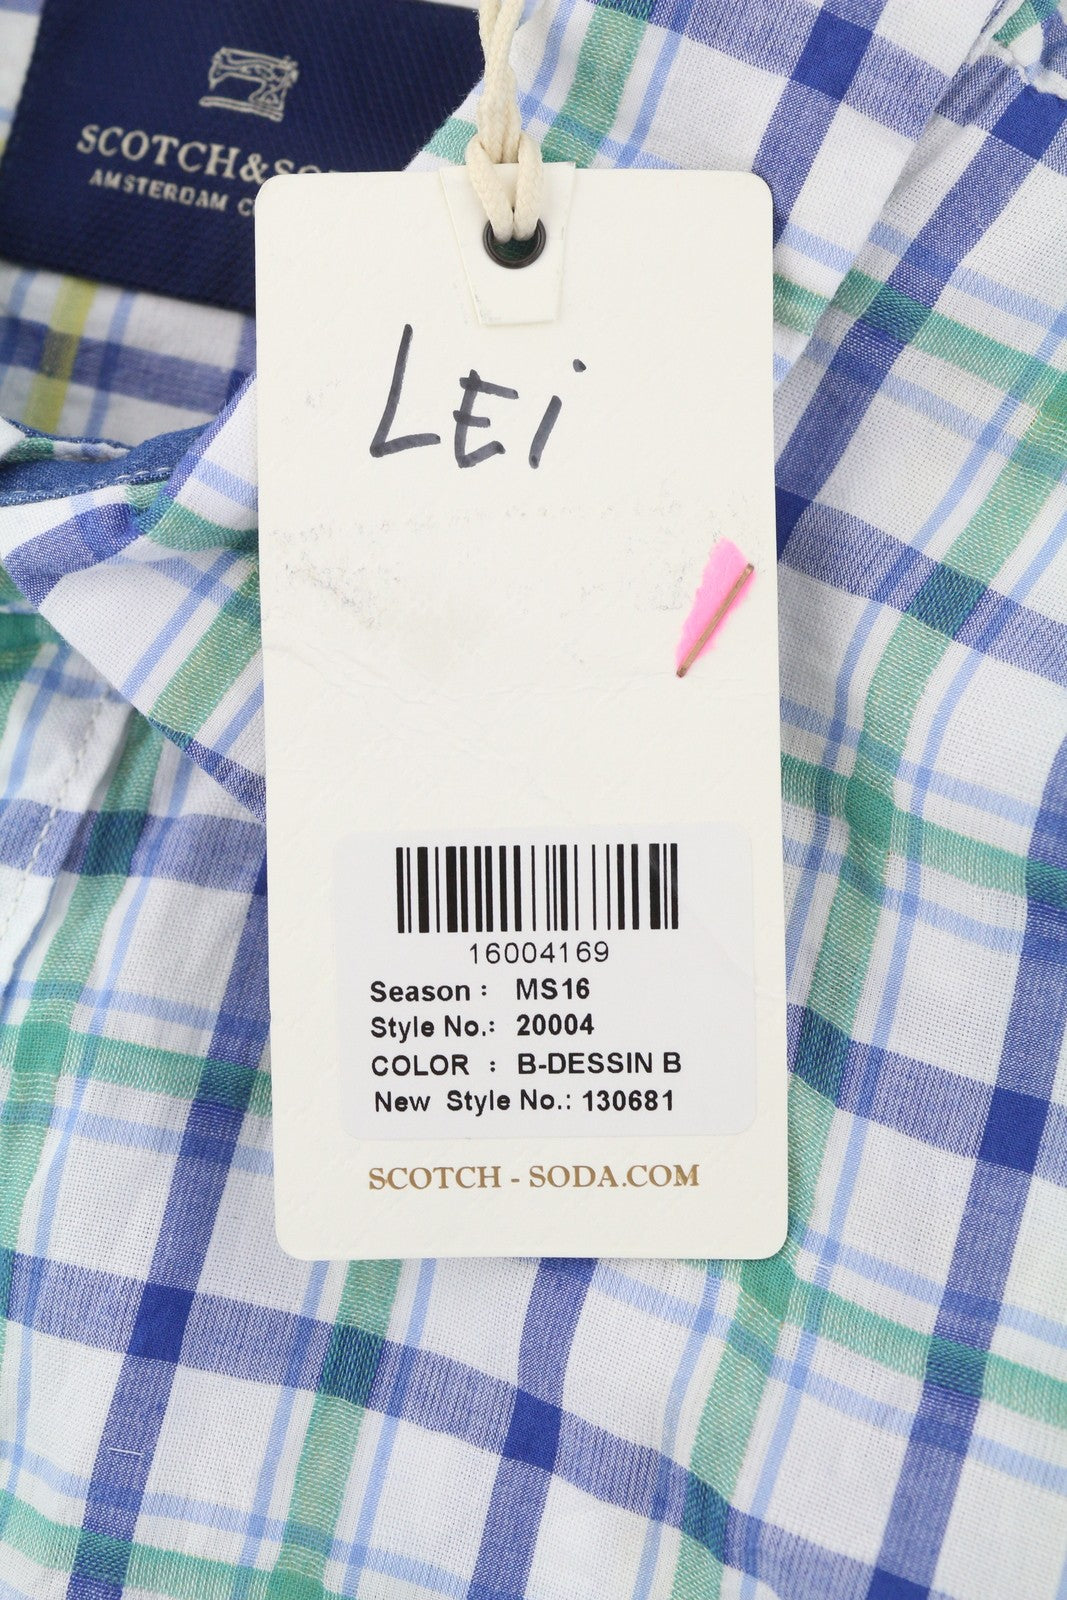 SCOTCH&SO
AMSTERDAM C
LEi
16004169
Season : MS16
Style No.: 20004
COLOR : B-DESSIN B
New Style No.: 130681
SCOTCH - SODA.COM